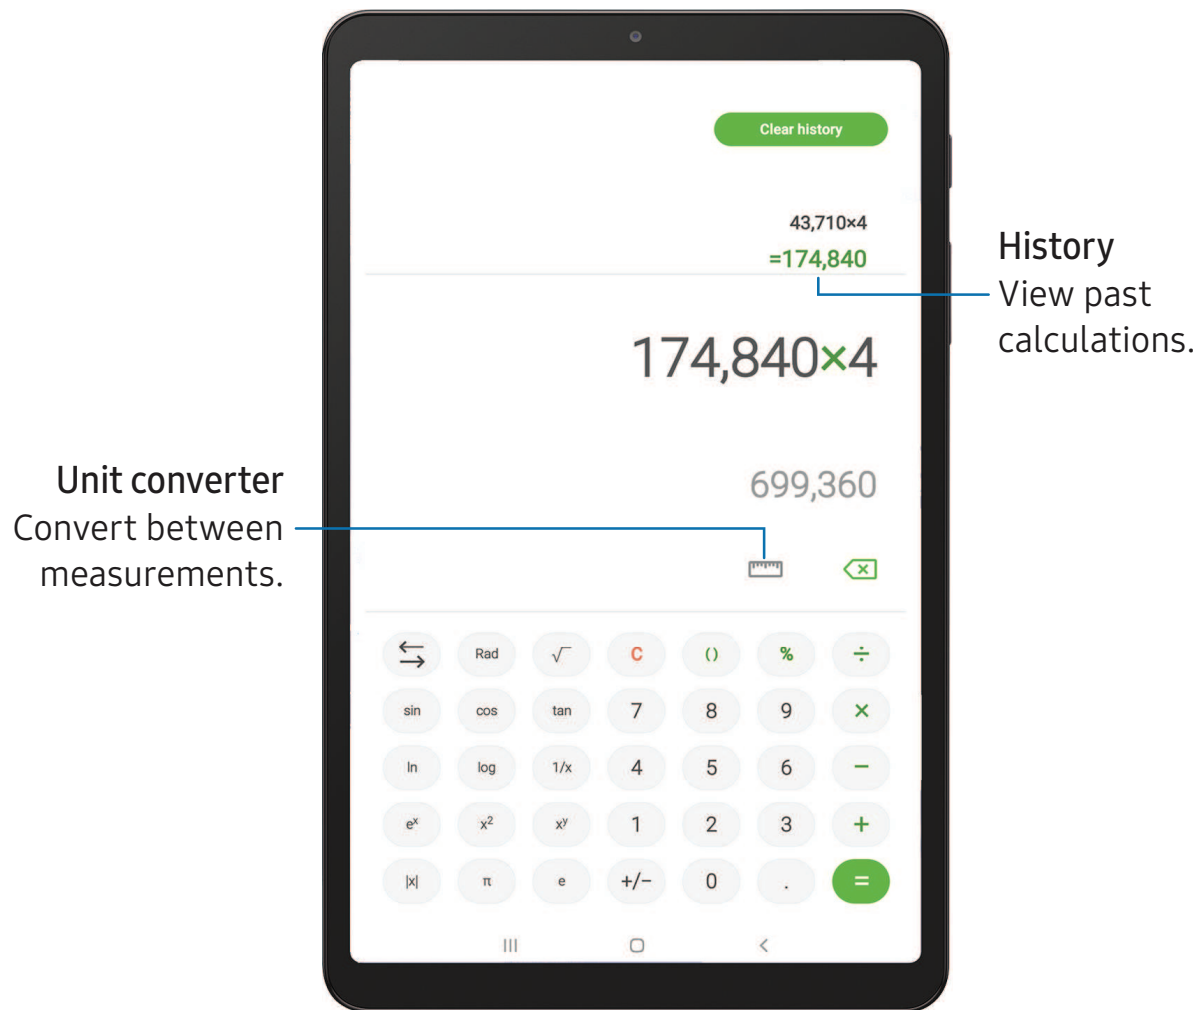 Clear history
43,710×4
=174,840
History
View past
calculations.
174,840×4
699,360
Unit converter
Convert between
measurements.
Rad √ C () % ÷
sin cos tan 7 8 9 ×
ln log 1/x 4 5 6 −
eˣ x² xʸ 1 2 3 +
|x| π e +/− 0 . =